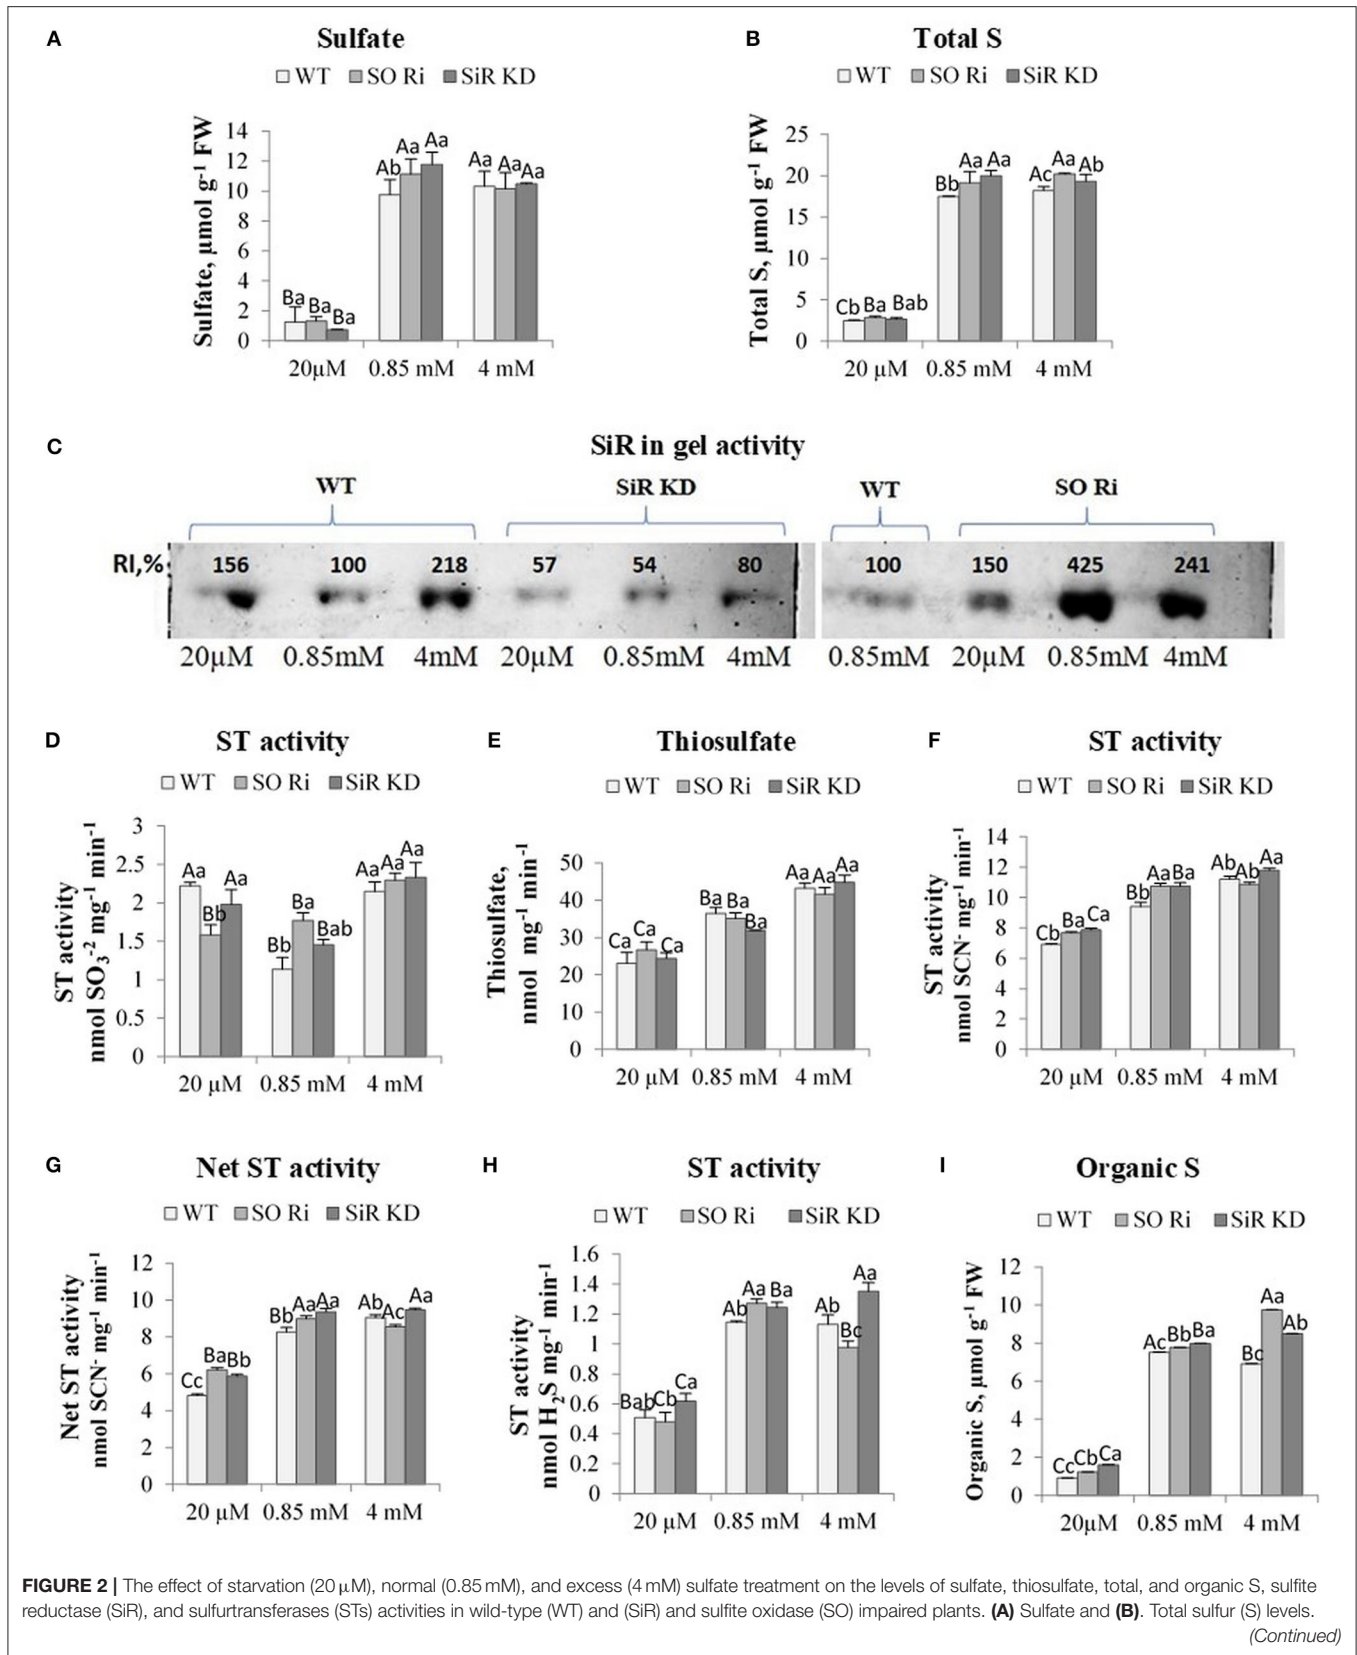 A
Sulfate
WT SO Ri SiR KD
Sulfate, µmol g-1 FW
14
12
10
8
6
4
2
0
Ba Ba Ba
Ab Aa Aa
Aa Aa Aa
20µM 0.85 mM 4 mM
B
Total S
WT SO Ri SiR KD
Total S, µmol g-1 FW
25
20
15
10
5
0
Cb Ba Bab
Bb Aa Aa
Ac Aa Ab
20 µM 0.85 mM 4 mM
C
SiR in gel activity
WT SiR KD WT SO Ri
RI,% 156 100 218 57 54 80 100 150 425 241
20µM 0.85mM 4mM 20µM 0.85mM 4mM 0.85mM 20µM 0.85mM 4mM
D
ST activity
WT SO Ri SiR KD
ST activity
nmol SO3-2 mg-1 min-1
3
2.5
2
1.5
1
0.5
0
Aa Bb Aa
Bb Ba Bab
Aa Aa Aa
20 µM 0.85 mM 4 mM
E
Thiosulfate
WT SO Ri SiR KD
Thiosulfate,
nmol mg-1 min-1
50
40
30
20
10
0
Ca Ca Ca
Ba Ba Ba
Aa Aa Aa
20 µM 0.85 mM 4 mM
F
ST activity
WT SO Ri SiR KD
ST activity
nmol SCN- mg-1 min-1
14
12
10
8
6
4
2
0
Cb Ba Ca
Bb Aa Ba
Ab Ab Aa
20 µM 0.85 mM 4 mM
G
Net ST activity
WT SO Ri SiR KD
Net ST activity
nmol SCN- mg-1 min-1
12
10
8
6
4
2
0
Cc Ba Bb
Bb Aa Aa
Ab Ac Aa
20 µM 0.85 mM 4 mM
H
ST activity
WT SO Ri SiR KD
ST activity
nmol H2S mg-1 min-1
1.6
1.4
1.2
1
0.8
0.6
0.4
0.2
0
Bab Cb Ca
Ab Aa Ba
Ab Bc Aa
20 µM 0.85 mM 4 mM
I
Organic S
WT SO Ri SiR KD
Organic S, µmol g-1 FW
12
10
8
6
4
2
0
Cc Cb Ca
Ac Bb Ba
Bc Aa Ab
20µM 0.85 mM 4 mM
FIGURE 2 | The effect of starvation (20 µM), normal (0.85 mM), and excess (4 mM) sulfate treatment on the levels of sulfate, thiosulfate, total, and organic S, sulfite
reductase (SiR), and sulfurtransferases (STs) activities in wild-type (WT) and (SiR) and sulfite oxidase (SO) impaired plants. (A) Sulfate and (B). Total sulfur (S) levels.
(Continued)